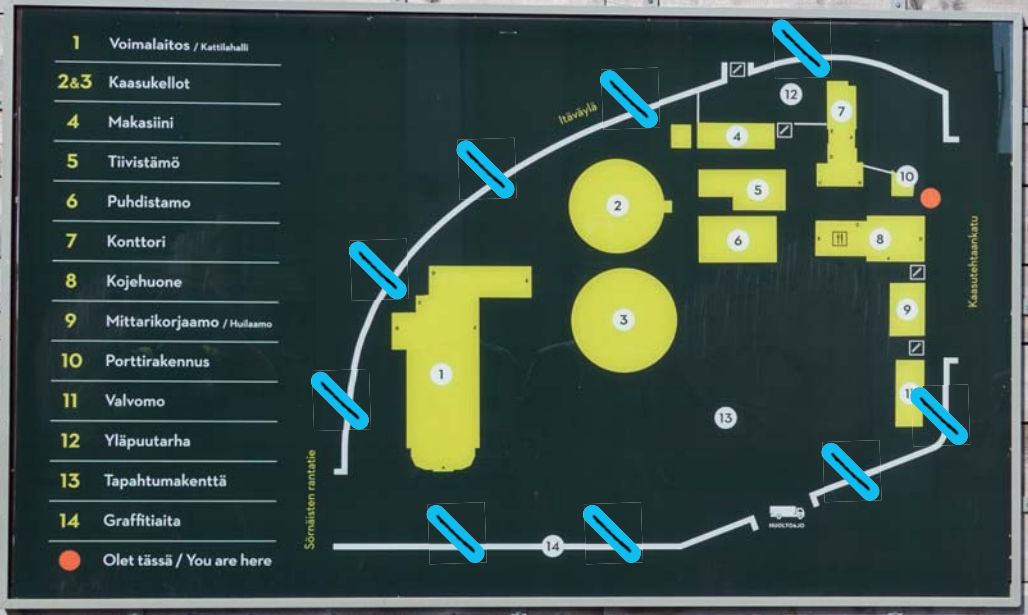 1 Voimalaitos / Kattilahalli
2&3 Kaasukellot
4 Makasiini
5 Tiivistämö
6 Puhdistamo
7 Konttori
8 Kojehuone
9 Mittarikorjaamo / Huilaamo
10 Porttirakennus
11 Valvomo
12 Yläpuutarha
13 Tapahtumakenttä
14 Graffitiaita
Olet tässä / You are here
Itäväylä
12
7
4
10
5
2
6
8
Kaasutehtaankatu
9
3
1
13
Sörnäisten rantatie
HUOLTOAJO
14